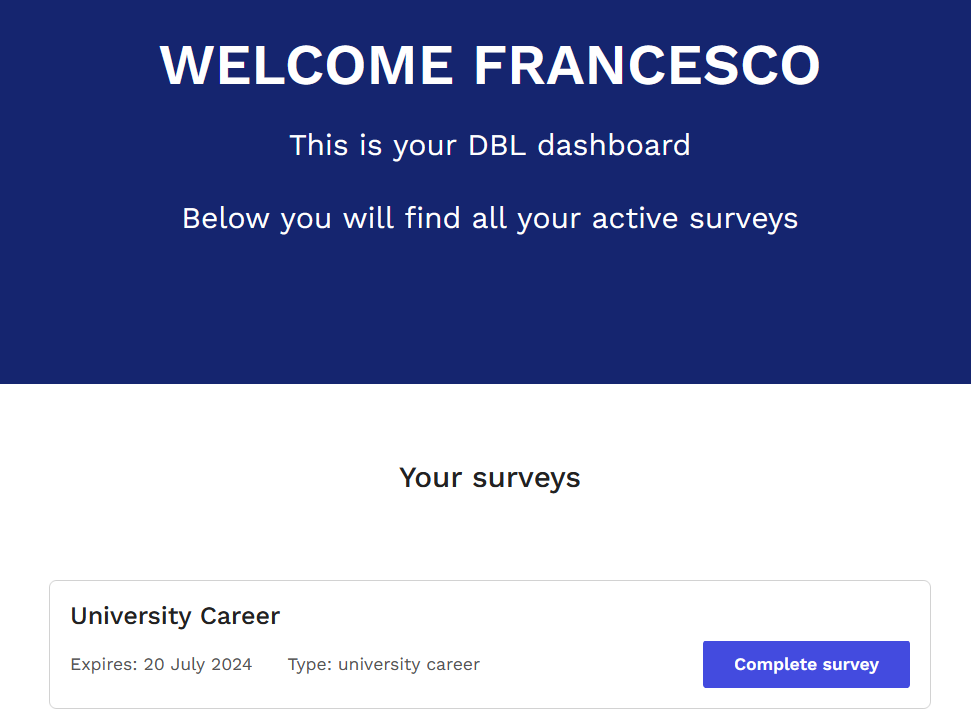 WELCOME FRANCESCO
This is your DBL dashboard
Below you will find all your active surveys
Your surveys
University Career
Expires: 20 July 2024 Type: university career
Complete survey